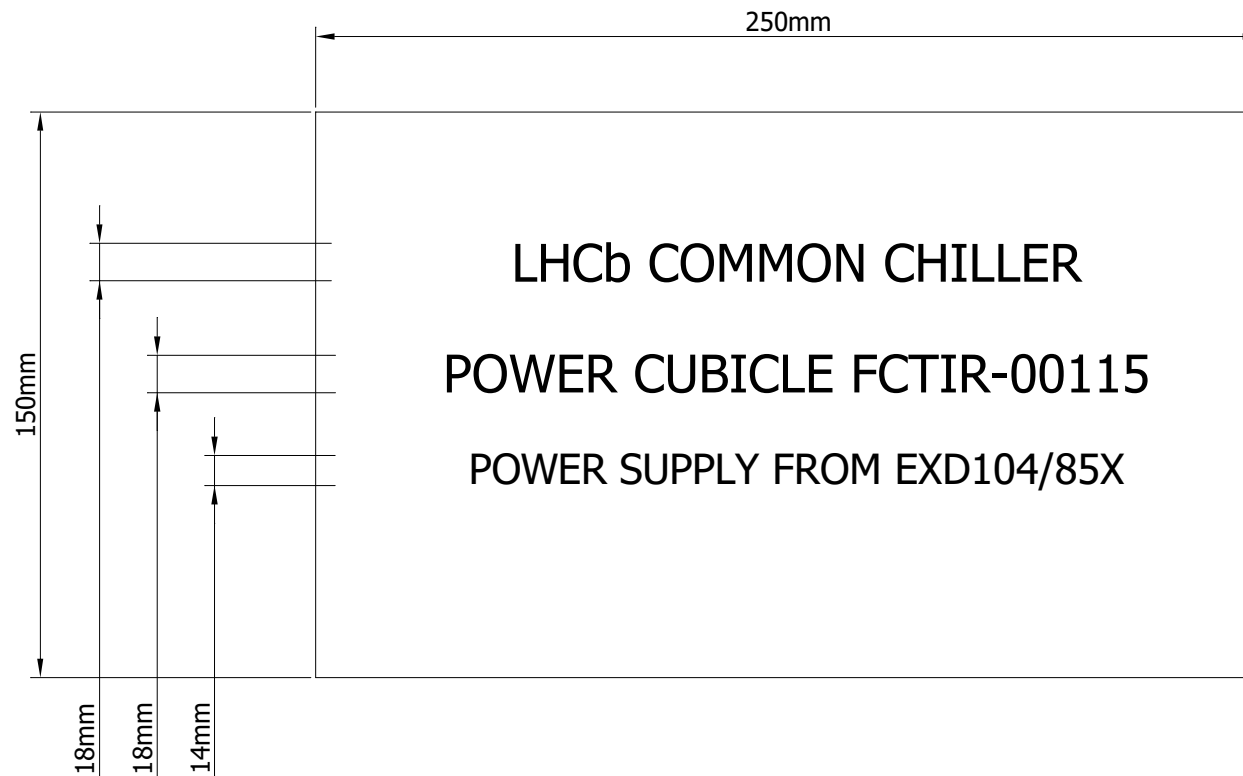 250mm
LHCb COMMON CHILLER
150mm
POWER CUBICLE FCTIR-00115
POWER SUPPLY FROM EXD104/85X
18mm
18mm
14mm